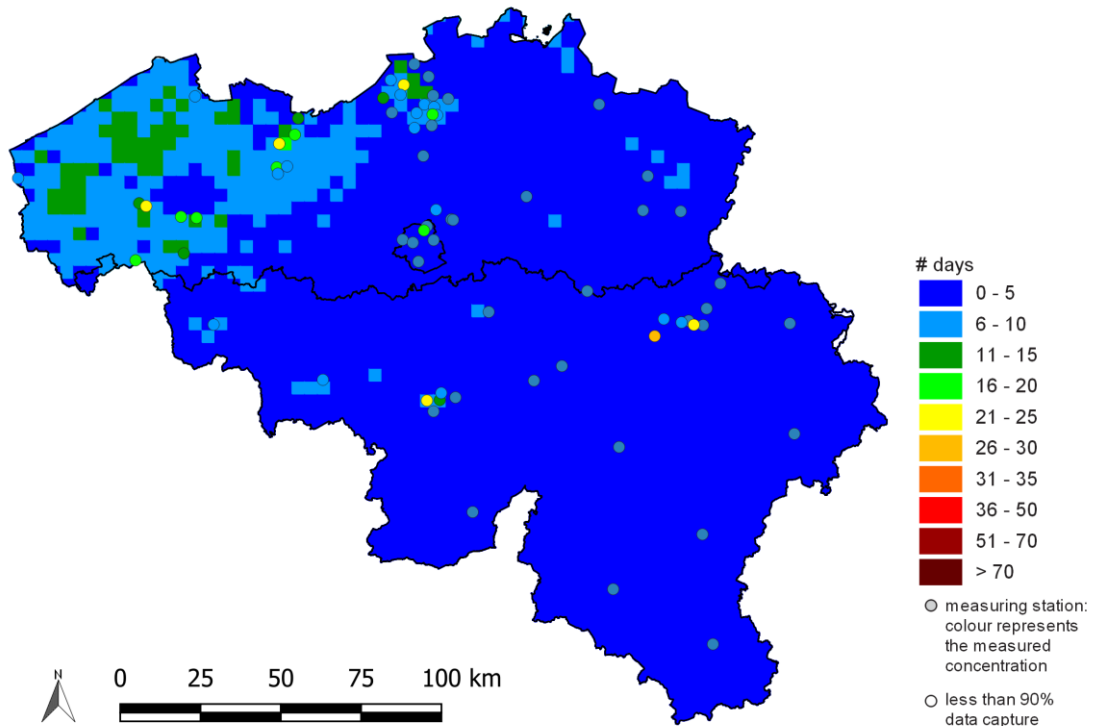 # days
0 - 5
6 - 10
11 - 15
16 - 20
21 - 25
26 - 30
31 - 35
36 - 50
51 - 70
> 70
measuring station:
colour represents
the measured
concentration
less than 90%
data capture
N
0 25 50 75 100 km